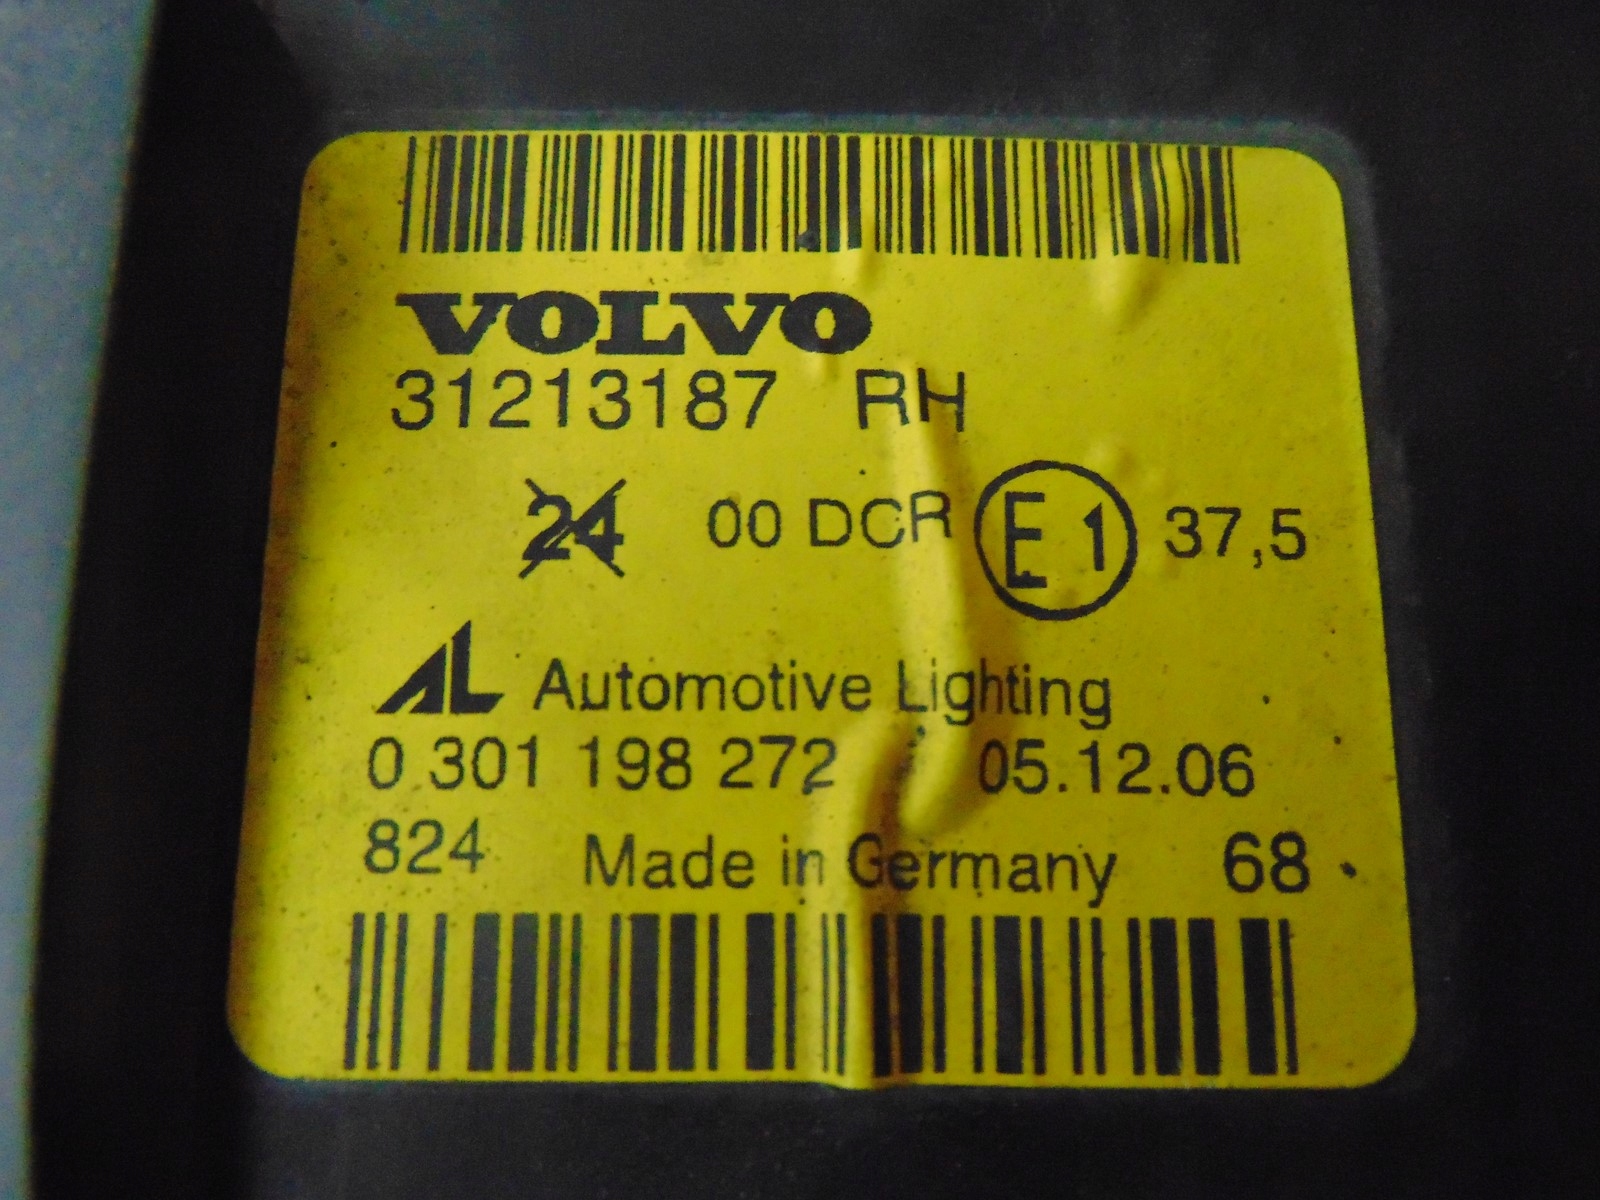 VOLVO
31213187 RH
24 00 DCR E1 37,5
AL Automotive Lighting
0 301 198 272 05.12.06
824 Made in Germany 68